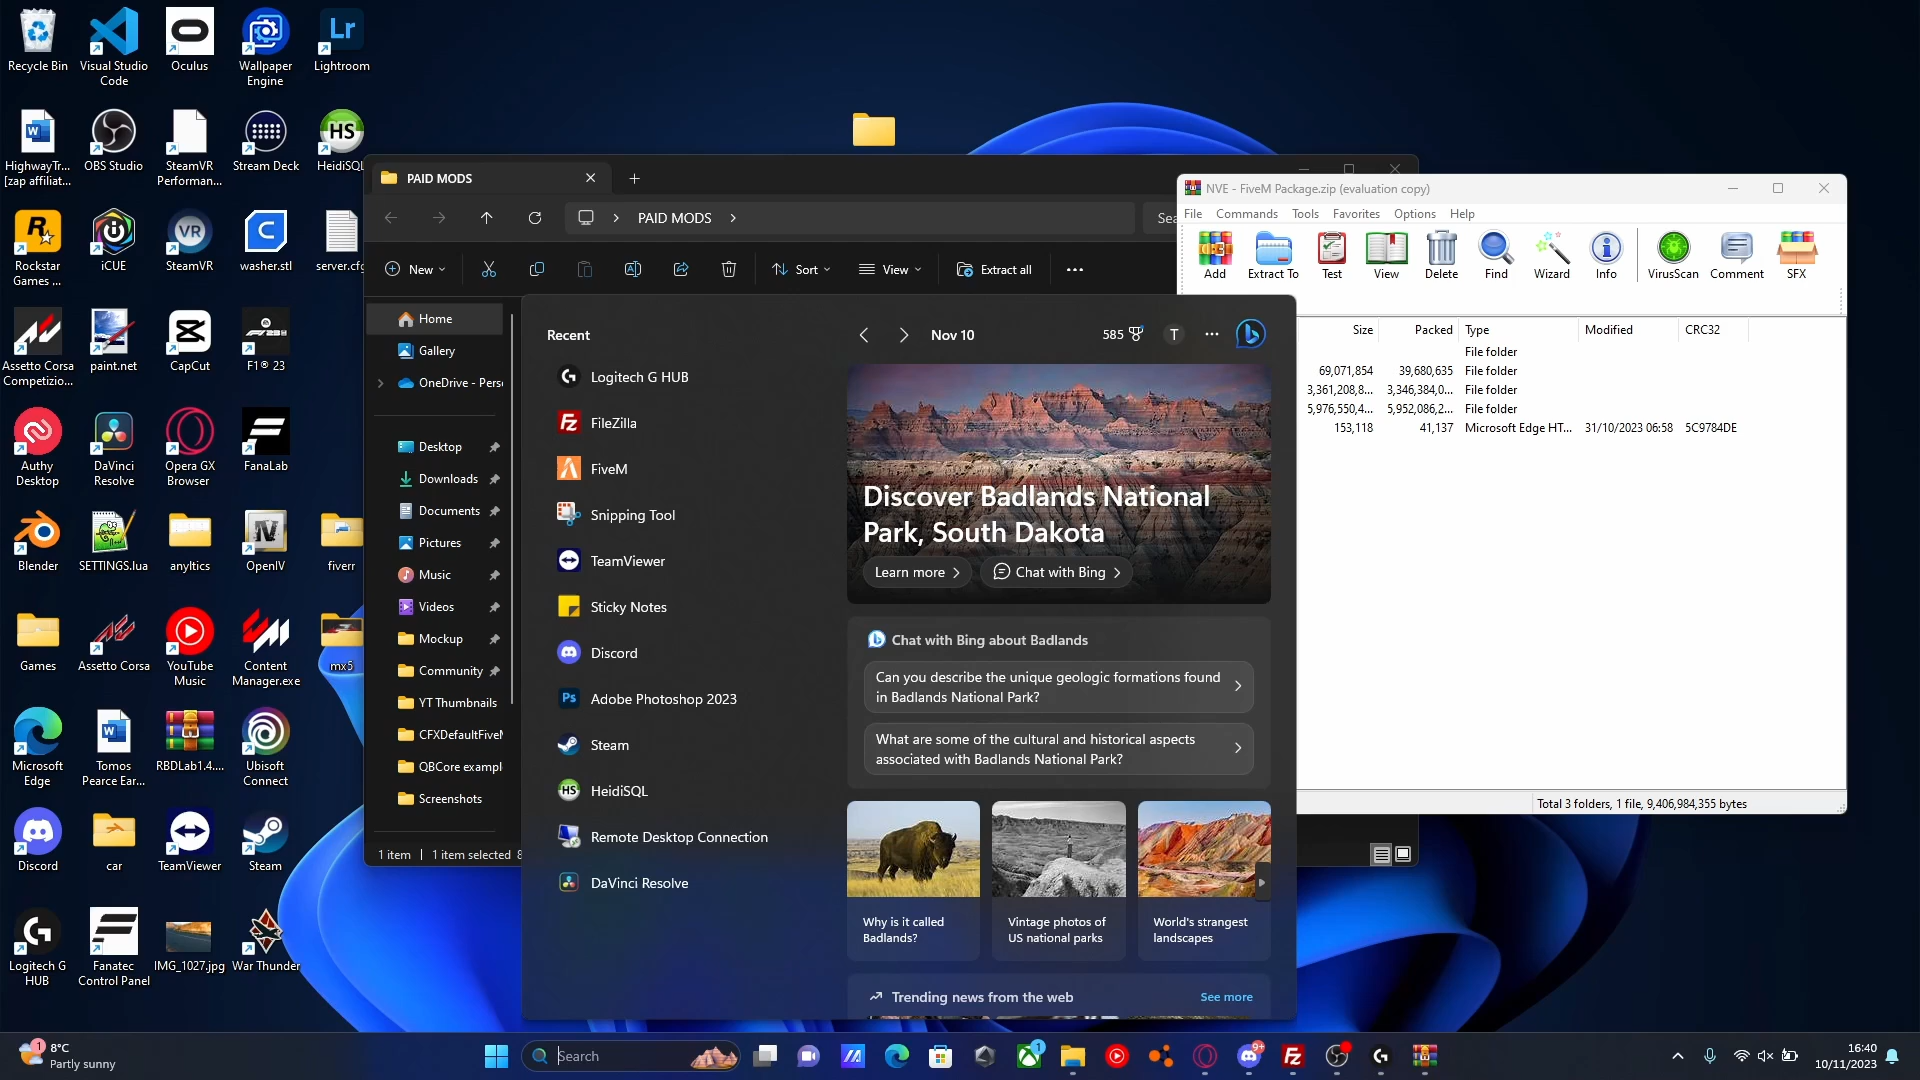 Recycle Bin
Visual Studio
Code
Oculus
Wallpaper
Engine
Lr
Lightroom
HighwayTr...
[zap affiliat...
OBS Studio
SteamVR
Performan...
Stream Deck
HS
HeidiSQL
Rockstar
Games ...
iCUE
VR
SteamVR
washer.stl
server.cfg
Assetto Corsa
Competizio...
paint.net
CapCut
F1® 23
Authy
Desktop
DaVinci
Resolve
Opera GX
Browser
FanaLab
Blender
SETTINGS.lua
anyltics
OpenIV
fiverr
Games
Assetto Corsa
YouTube
Music
Content
Manager.exe
mx5
Microsoft
Edge
Tomos
Pearce Ear...
RBDLab1.4....
Ubisoft
Connect
Discord
car
TeamViewer
Steam
Logitech G
HUB
Fanatec
Control Panel
IMG_1027.jpg
War Thunder
PAID MODS
PAID MODS
Sea
New
Sort
View
Extract all
Home
Gallery
OneDrive - Perso
Desktop
Downloads
Documents
Pictures
Music
Videos
Mockup
Community
YT Thumbnails
CFXDefaultFiveM
QBCore exampl
Screenshots
1 item
1 item selected 8
Recent
Logitech G HUB
FileZilla
FiveM
Snipping Tool
TeamViewer
Sticky Notes
Discord
Ps
Adobe Photoshop 2023
Steam
HS
HeidiSQL
Remote Desktop Connection
DaVinci Resolve
Nov 10
585
T
Discover Badlands National
Park, South Dakota
Learn more
Chat with Bing
Chat with Bing about Badlands
Can you describe the unique geologic formations found
in Badlands National Park?
What are some of the cultural and historical aspects
associated with Badlands National Park?
Why is it called
Badlands?
Vintage photos of
US national parks
World's strangest
landscapes
Trending news from the web
See more
NVE - FiveM Package.zip (evaluation copy)
File Commands Tools Favorites Options Help
Add
Extract To
Test
View
Delete
Find
Wizard
Info
VirusScan
Comment
SFX
Size Packed Type Modified CRC32
File folder
69,071,854 39,680,635 File folder
3,361,208,8... 3,346,384,0... File folder
5,976,550,4... 5,952,086,2... File folder
153,118 41,137 Microsoft Edge HT... 31/10/2023 06:58 5C9784DE
Total 3 folders, 1 file, 9,406,984,355 bytes
1
8°C
Partly sunny
Search
1
9+
16:40
10/11/2023